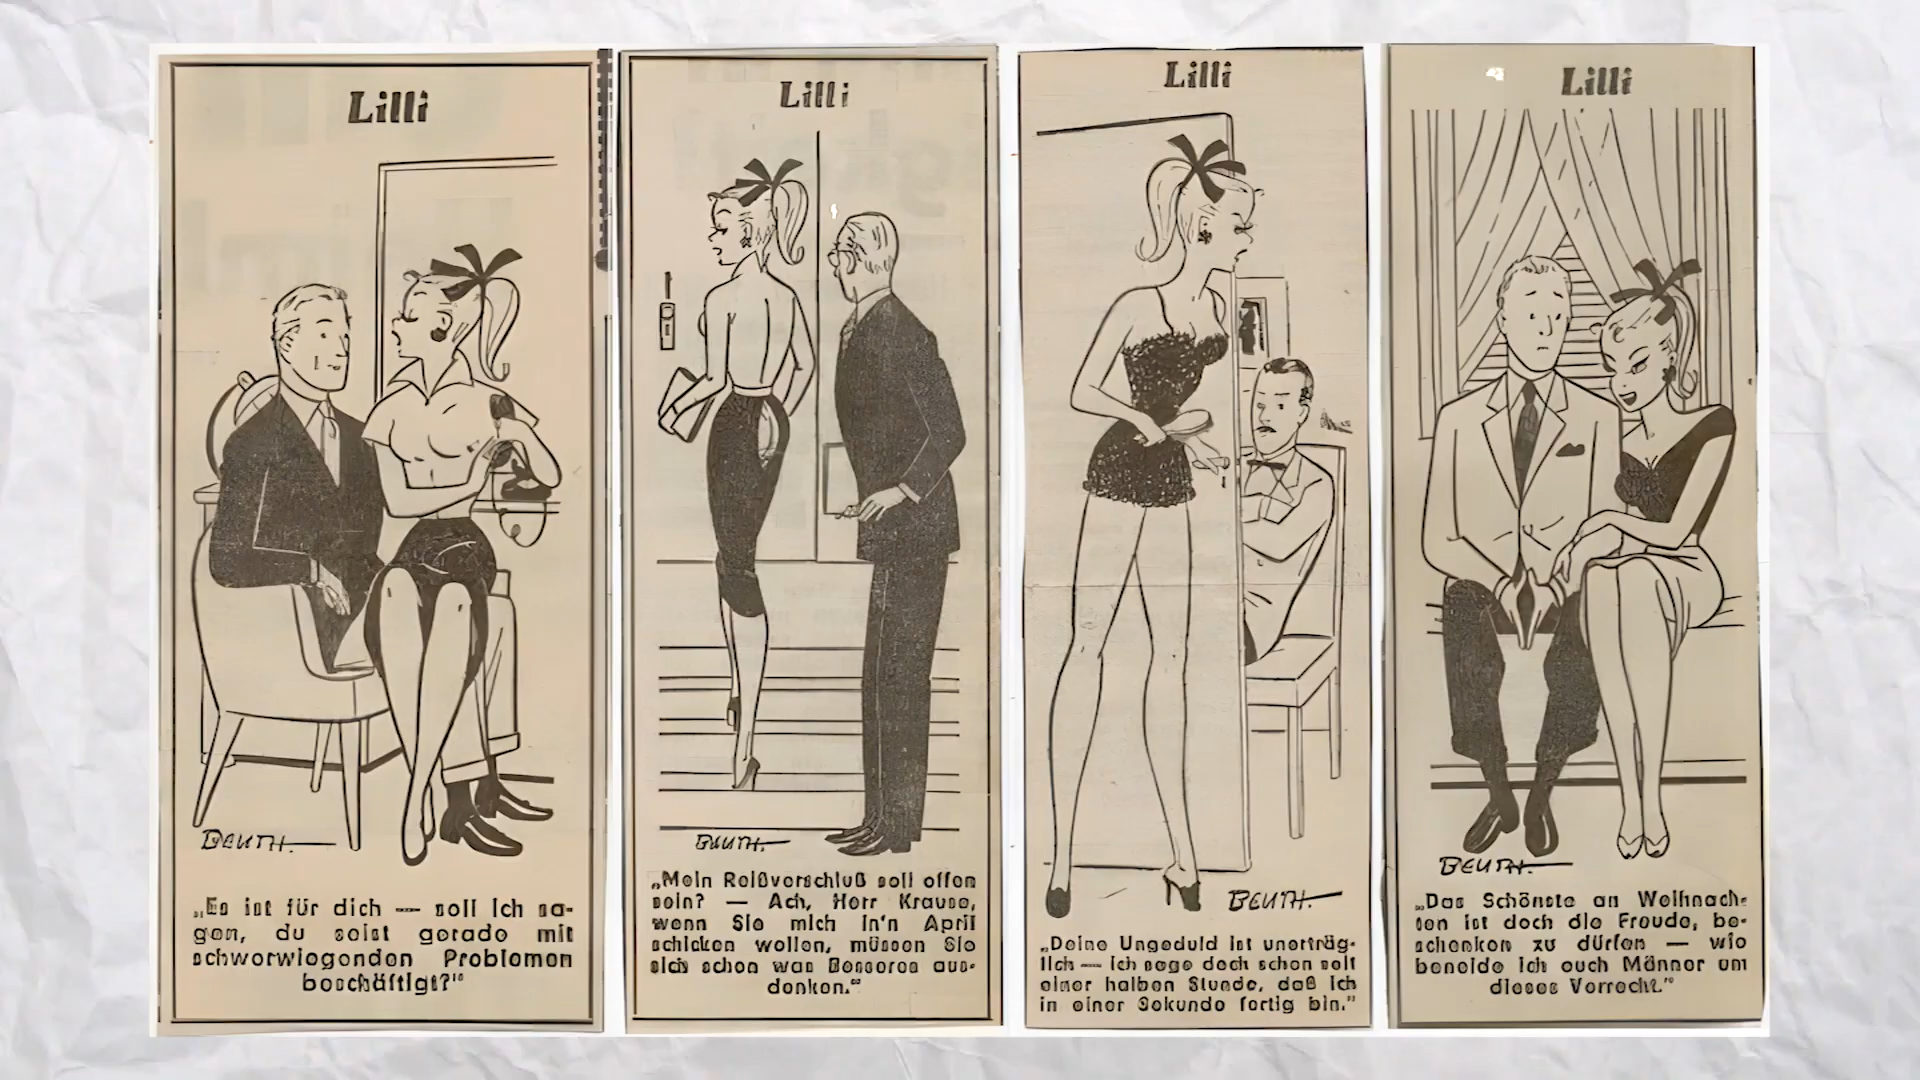 Lilli
BEUTH.
„Es ist für dich — soll ich sa-
gen, du seist gerade mit
schwerwiegenden Problemen
beschäftigt?"
Lilli
BEUTH.
„Mein Reißverschluß soll offen
sein? — Ach, Herr Krause,
wenn Sie mich in'n April
schicken wollen, müssen Sie
sich schon was Besseres aus-
denken."
Lilli
BEUTH.
„Deine Ungeduld ist unerträg-
lich — ich sage doch schon seit
einer halben Stunde, daß ich
in einer Sekunde fertig bin."
Lilli
BEUTH.
„Das Schönste an Weihnach-
ten ist doch die Freude, be-
schenken zu dürfen — wie
beneide ich euch Männer um
dieses Vorrecht."